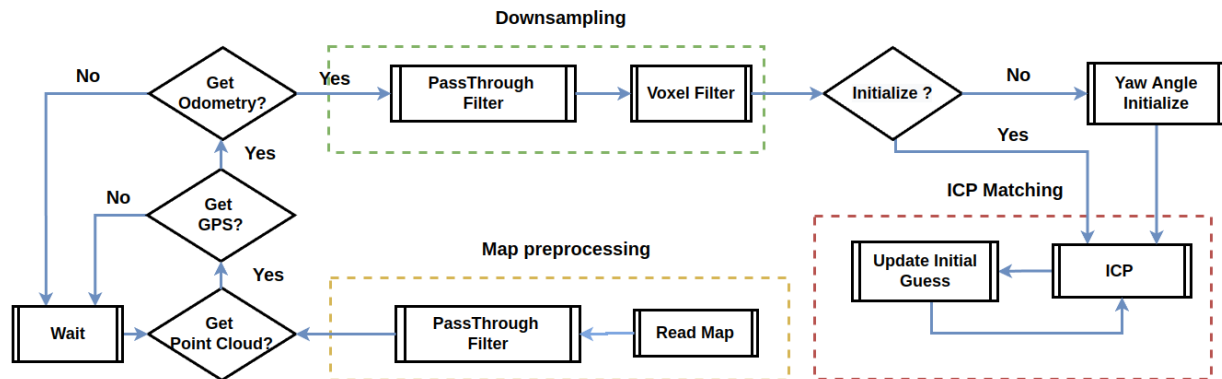 Downsampling
No
Get
Odometry?
Yes
PassThrough
Filter
Voxel Filter
Initialize ?
No
Yaw Angle
Initialize
Yes
Yes
No
Get
GPS?
ICP Matching
Map preprocessing
Update Initial
Guess
ICP
Yes
Wait
Get
Point Cloud?
PassThrough
Filter
Read Map